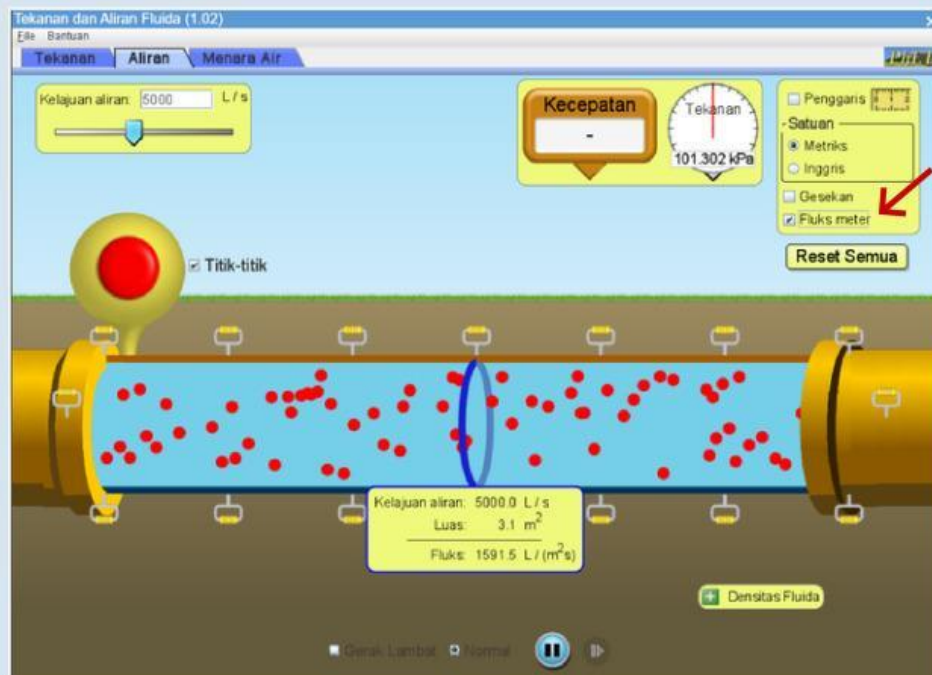 Tekanan dan Aliran Fluida (1.02)
File Bantuan
Tekanan Aliran Menara Air
Kelajuan aliran: 5000 L / s
Kecepatan
-
Tekanan
101.302 kPa
Penggaris
Satuan
Metriks
Inggris
Gesekan
Fluks meter
Reset Semua
Titik-titik
Kelajuan aliran: 5000.0 L / s
Luas: 3.1 m²
Fluks: 1591.5 L / (m²s)
Densitas Fluida
Gerak Lambat Normal